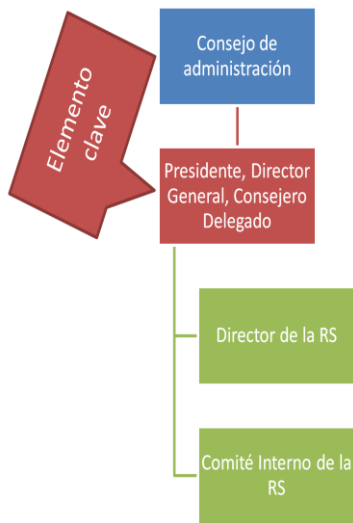 Consejo de
administración
Elemento
clave
Presidente, Director
General, Consejero
Delegado
Director de la RS
Comité Interno de la
RS